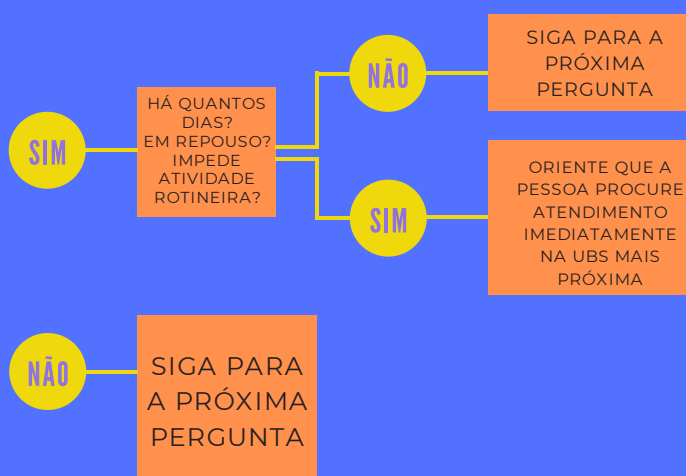 SIM
HÁ QUANTOS
DIAS?
EM REPOUSO?
IMPEDE
ATIVIDADE
ROTINEIRA?
NÃO
SIGA PARA A
PRÓXIMA
PERGUNTA
SIM
ORIENTE QUE A
PESSOA PROCURE
ATENDIMENTO
IMEDIATAMENTE
NA UBS MAIS
PRÓXIMA
NÃO
SIGA PARA
A PRÓXIMA
PERGUNTA